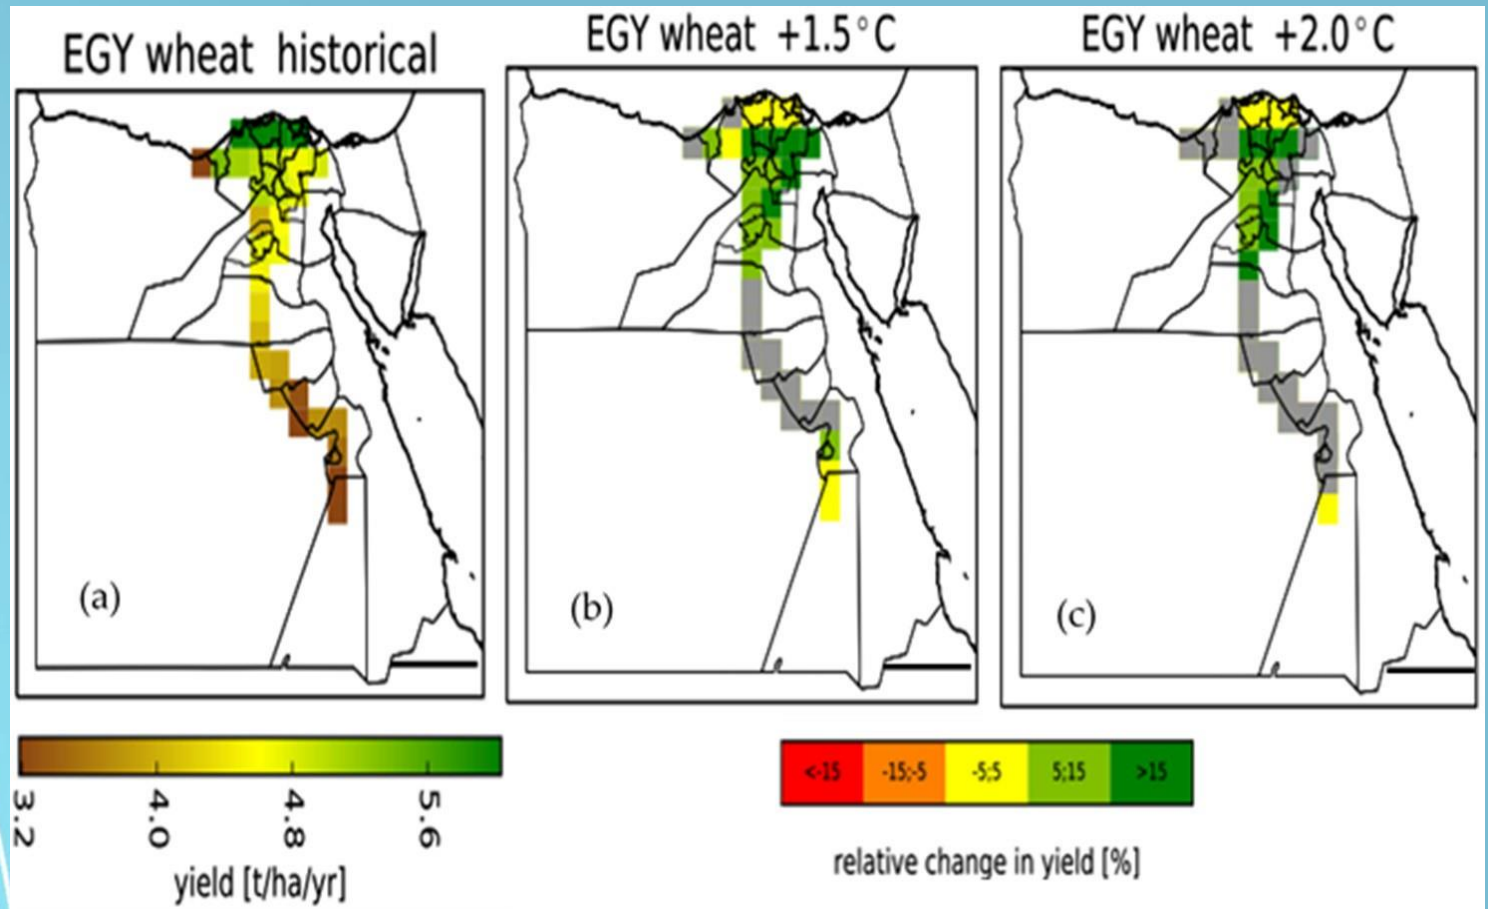 EGY wheat historical
EGY wheat +1.5°C
EGY wheat +2.0°C
(a)
(b)
(c)
3.2
4.0
4.8
5.6
yield [t/ha/yr]
<-15
-15;-5
-5;5
5;15
>15
relative change in yield [%]